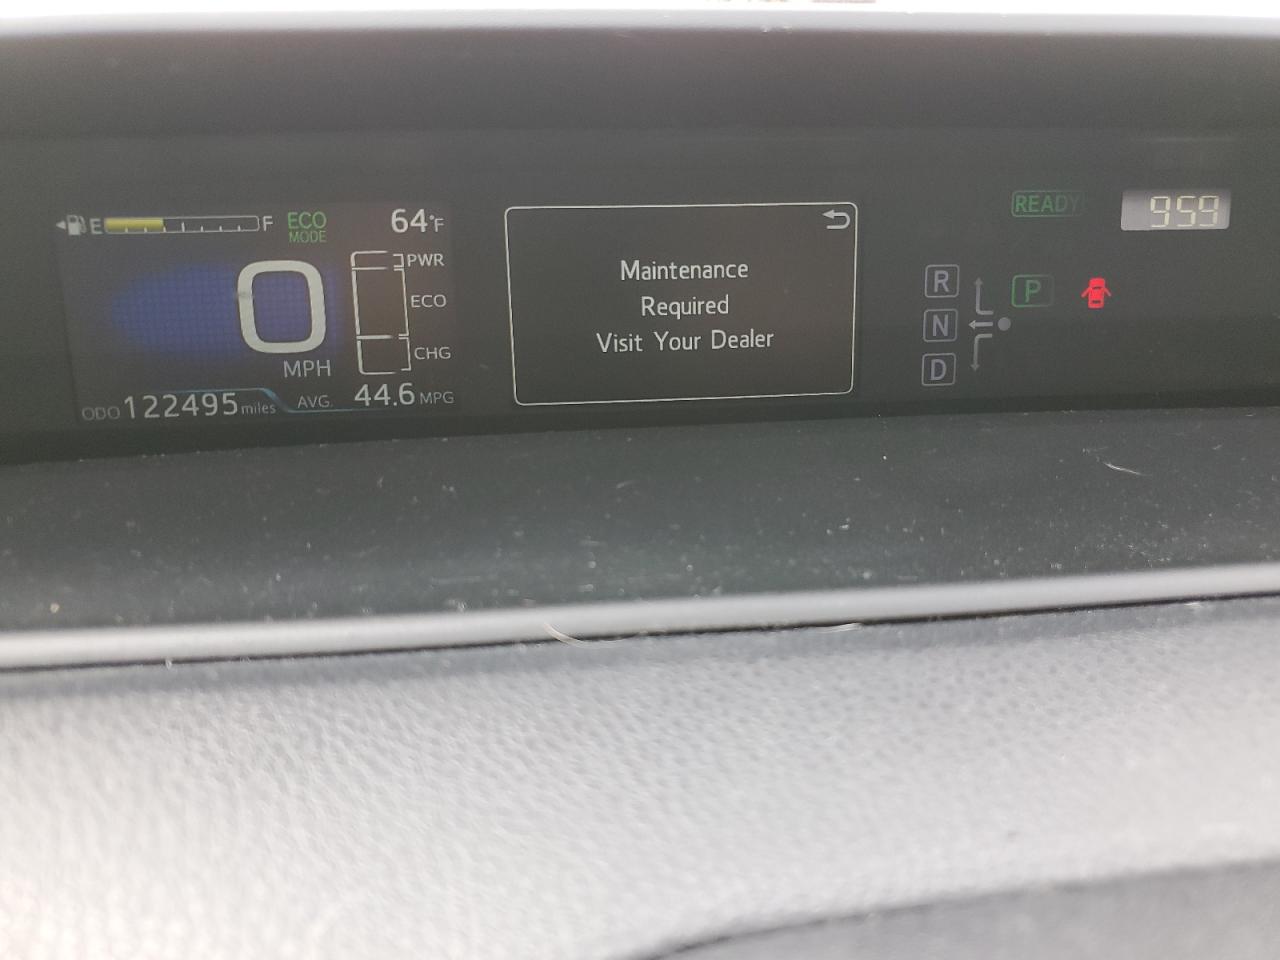 E F ECO MODE 64°F
READY 959
PWR
ECO
CHG
0
MPH
ODO 122495 miles AVG. 44.6 MPG
Maintenance
Required
Visit Your Dealer
R
N
D
P